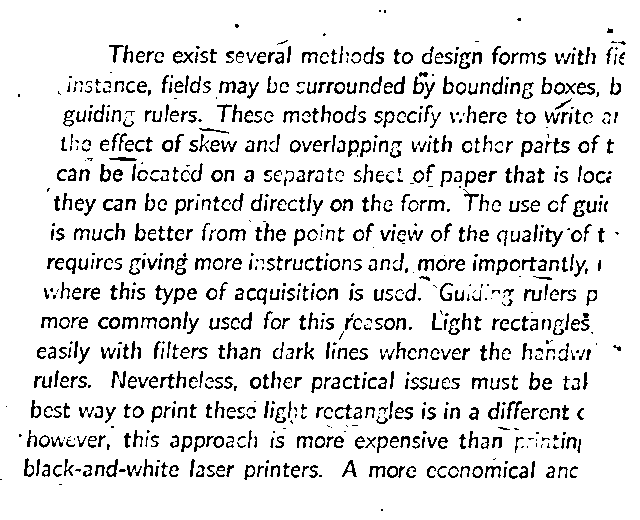 There exist several methods to design forms with fie
instance, fields may be surrounded by bounding boxes, b
guiding rulers. These methods specify where to write ar
the effect of skew and overlapping with other parts of t
can be located on a separate sheet of paper that is loca
they can be printed directly on the form. The use of guid
is much better from the point of view of the quality of t
requires giving more instructions and, more importantly,
where this type of acquisition is used. Guiding rulers p
more commonly used for this reason. Light rectangles
easily with filters than dark lines whenever the handwr
rulers. Nevertheless, other practical issues must be tak
best way to print these light rectangles is in a different c
however, this approach is more expensive than printing
black-and-white laser printers. A more economical and